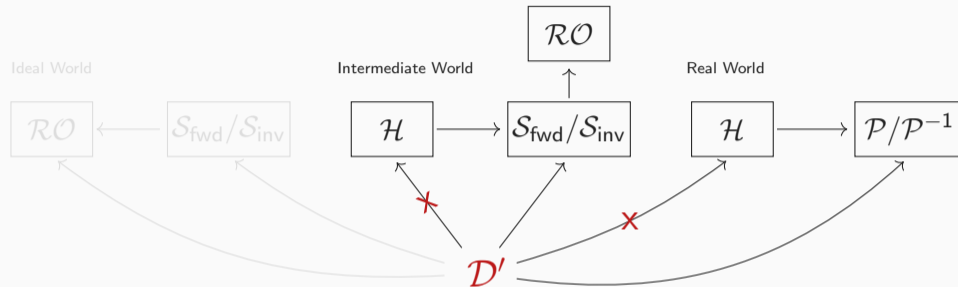 RO
Ideal World
Intermediate World
Real World
RO
S_fwd/S_inv
H
S_fwd/S_inv
H
P/P^{-1}
X
X
D′